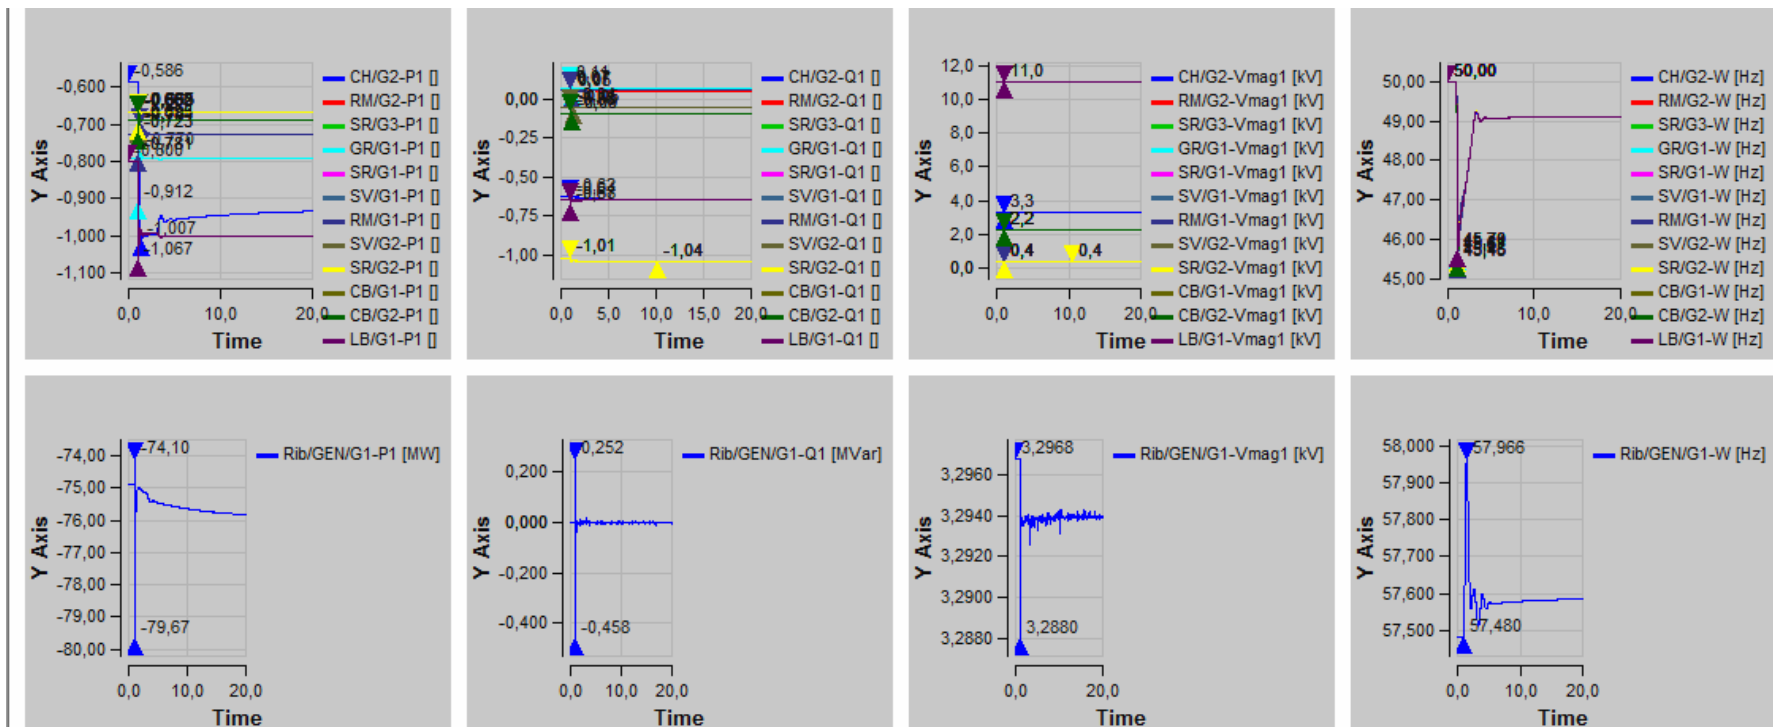 Y Axis
-0,600
-0,700
-0,800
-0,900
-1,000
-1,100
-0,586
-0,723
-0,912
-1,007
-1,067
0,0
10,0
20,0
Time
CH/G2-P1 []
RM/G2-P1 []
SR/G3-P1 []
GR/G1-P1 []
SR/G1-P1 []
SV/G1-P1 []
RM/G1-P1 []
SV/G2-P1 []
SR/G2-P1 []
CB/G1-P1 []
CB/G2-P1 []
LB/G1-P1 []
Y Axis
0,00
-0,25
-0,50
-0,75
-1,00
-1,01
-1,04
0,0
5,0
10,0
15,0
20,0
Time
CH/G2-Q1 []
RM/G2-Q1 []
SR/G3-Q1 []
GR/G1-Q1 []
SR/G1-Q1 []
SV/G1-Q1 []
RM/G1-Q1 []
SV/G2-Q1 []
SR/G2-Q1 []
CB/G1-Q1 []
CB/G2-Q1 []
LB/G1-Q1 []
Y Axis
12,0
10,0
8,0
6,0
4,0
2,0
0,0
11,0
3,3
2,2
0,4
0,4
0,0
10,0
20,0
Time
CH/G2-Vmag1 [kV]
RM/G2-Vmag1 [kV]
SR/G3-Vmag1 [kV]
GR/G1-Vmag1 [kV]
SR/G1-Vmag1 [kV]
SV/G1-Vmag1 [kV]
RM/G1-Vmag1 [kV]
SV/G2-Vmag1 [kV]
SR/G2-Vmag1 [kV]
CB/G1-Vmag1 [kV]
CB/G2-Vmag1 [kV]
LB/G1-Vmag1 [kV]
Y Axis
50,00
49,00
48,00
47,00
46,00
45,00
50,00
0,0
10,0
20,0
Time
CH/G2-W [Hz]
RM/G2-W [Hz]
SR/G3-W [Hz]
GR/G1-W [Hz]
SR/G1-W [Hz]
SV/G1-W [Hz]
RM/G1-W [Hz]
SV/G2-W [Hz]
SR/G2-W [Hz]
CB/G1-W [Hz]
CB/G2-W [Hz]
LB/G1-W [Hz]
Y Axis
-74,00
-75,00
-76,00
-77,00
-78,00
-79,00
-80,00
-74,10
-79,67
0,0
10,0
20,0
Time
Rib/GEN/G1-P1 [MW]
Y Axis
0,200
0,000
-0,200
-0,400
0,252
-0,458
0,0
10,0
20,0
Time
Rib/GEN/G1-Q1 [MVar]
Y Axis
3,2960
3,2940
3,2920
3,2900
3,2880
3,2968
3,2880
0,0
10,0
20,0
Time
Rib/GEN/G1-Vmag1 [kV]
Y Axis
58,000
57,900
57,800
57,700
57,600
57,500
57,966
57,480
0,0
10,0
20,0
Time
Rib/GEN/G1-W [Hz]